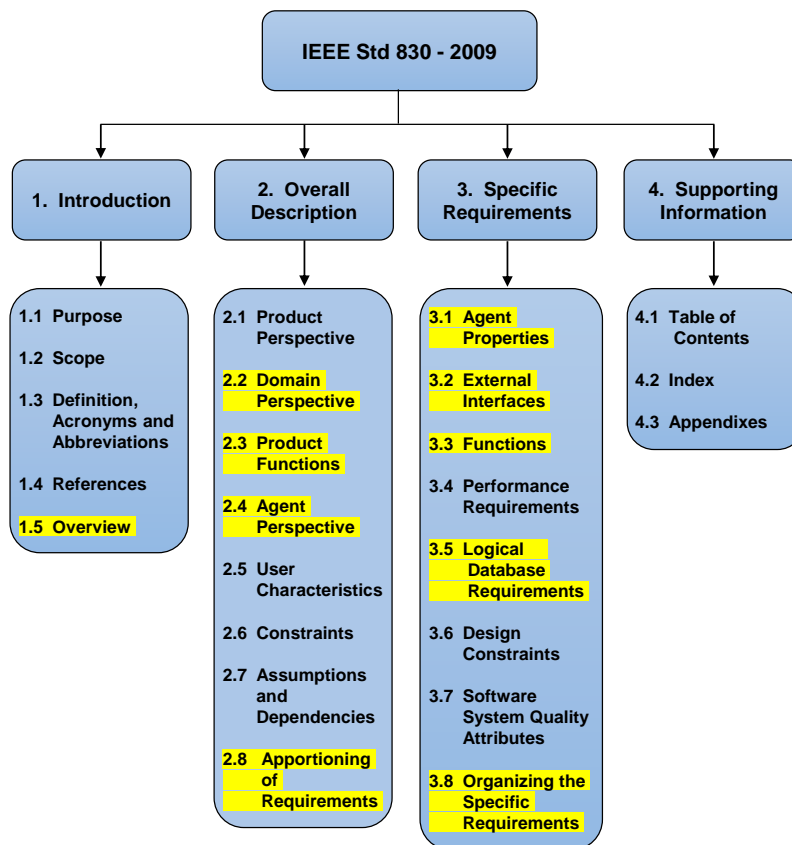 IEEE Std 830 - 2009
1. Introduction
2. Overall
Description
3. Specific
Requirements
4. Supporting
Information
1.1 Purpose
1.2 Scope
1.3 Definition,
Acronyms and
Abbreviations
1.4 References
1.5 Overview
2.1 Product
Perspective
2.2 Domain
Perspective
2.3 Product
Functions
2.4 Agent
Perspective
2.5 User
Characteristics
2.6 Constraints
2.7 Assumptions
and
Dependencies
2.8 Apportioning
of
Requirements
3.1 Agent
Properties
3.2 External
Interfaces
3.3 Functions
3.4 Performance
Requirements
3.5 Logical
Database
Requirements
3.6 Design
Constraints
3.7 Software
System Quality
Attributes
3.8 Organizing the
Specific
Requirements
4.1 Table of
Contents
4.2 Index
4.3 Appendixes